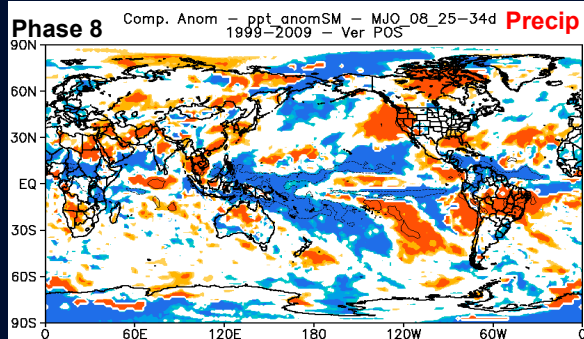 Phase 8
Comp. Anom – ppt_anomSM – MJO_08_25-34d
Precip
1999-2009 – Ver POS
90N
60N
30N
EQ
30S
60S
90S
0 60E 120E 180 120W 60W 0